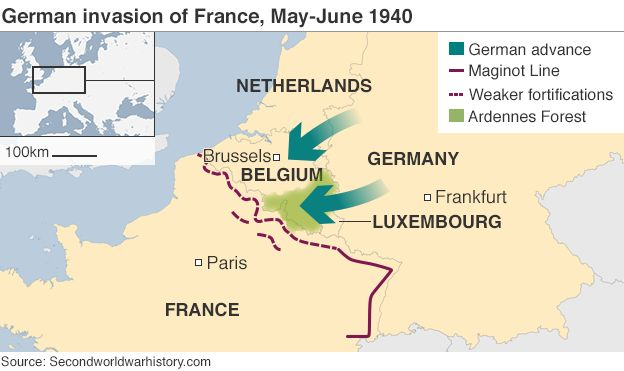 German invasion of France, May-June 1940
German advance
Maginot Line
Weaker fortifications
Ardennes Forest
NETHERLANDS
100km
Brussels
BELGIUM
GERMANY
Frankfurt
LUXEMBOURG
Paris
FRANCE
Source: Secondworldwarhistory.com